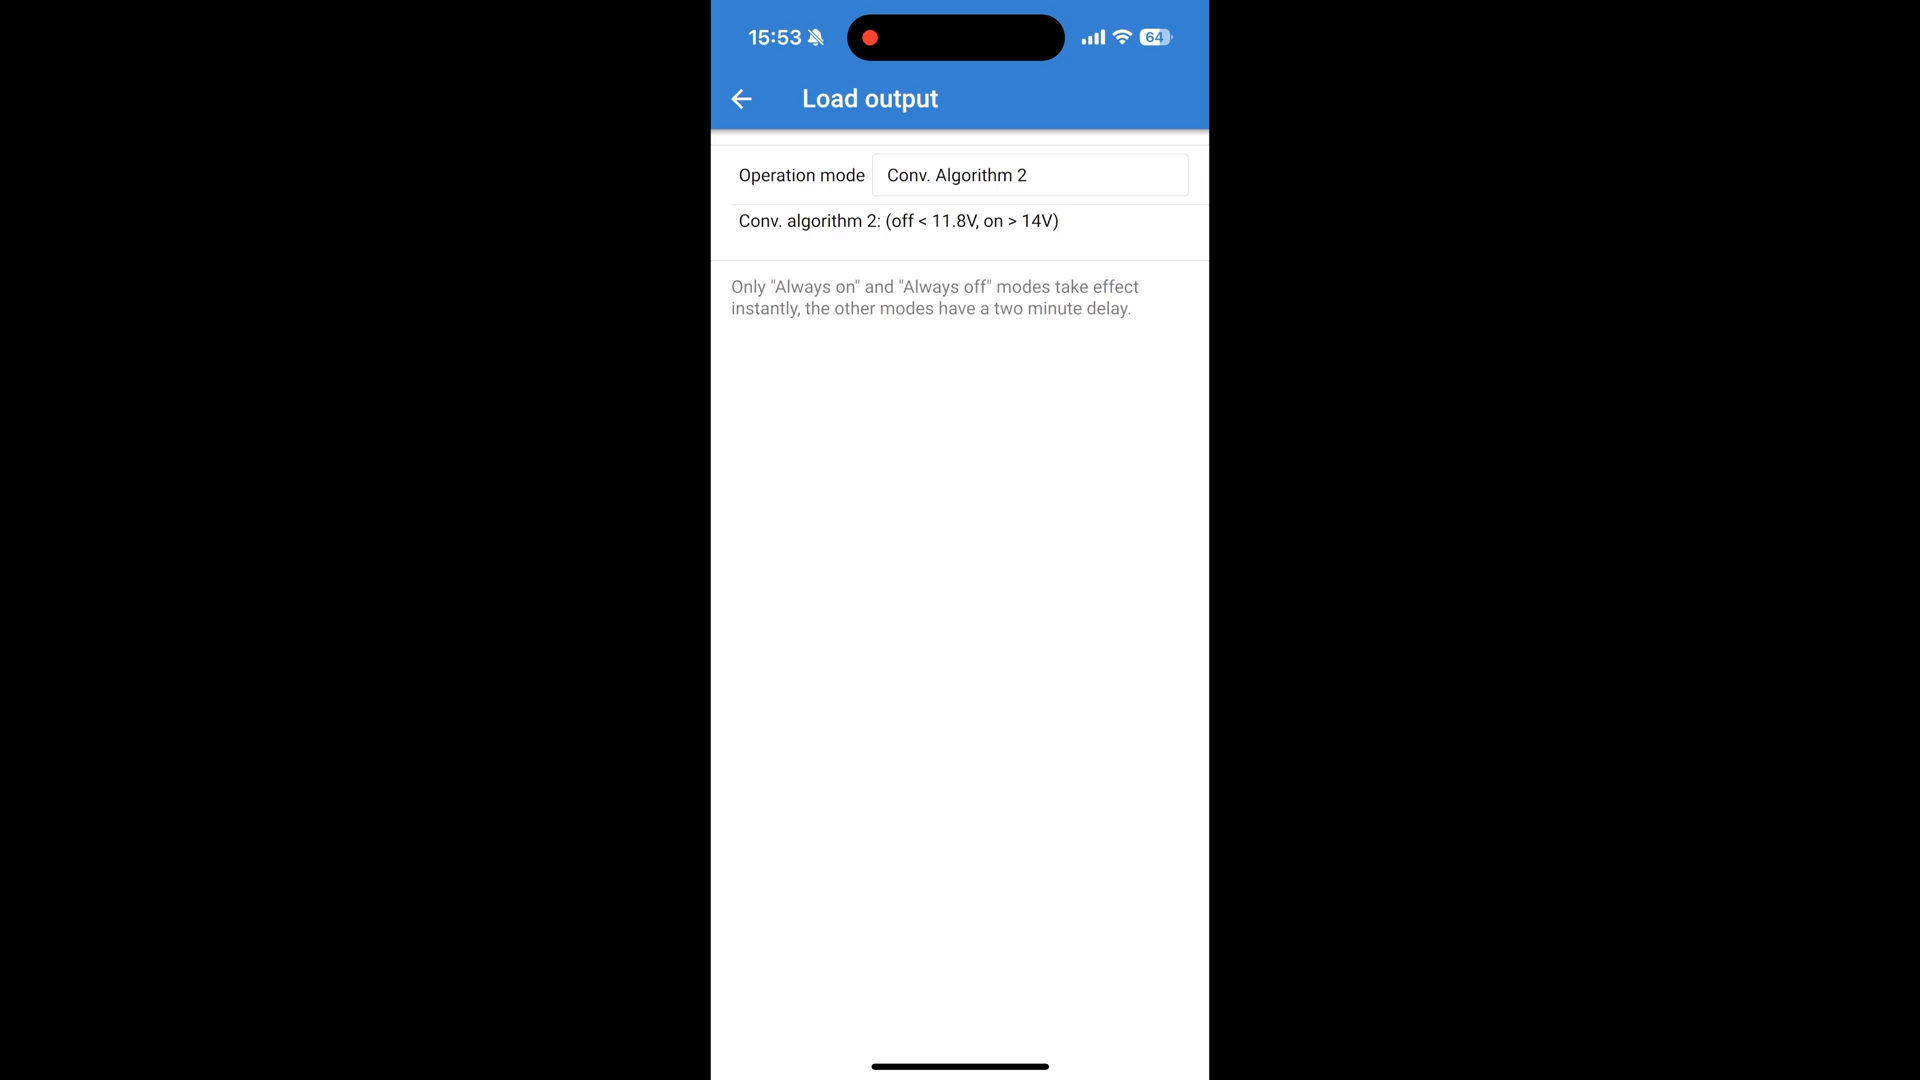 15:53
64
Load output
Operation mode Conv. Algorithm 2
Conv. algorithm 2: (off < 11.8V, on > 14V)
Only "Always on" and "Always off" modes take effect
instantly, the other modes have a two minute delay.